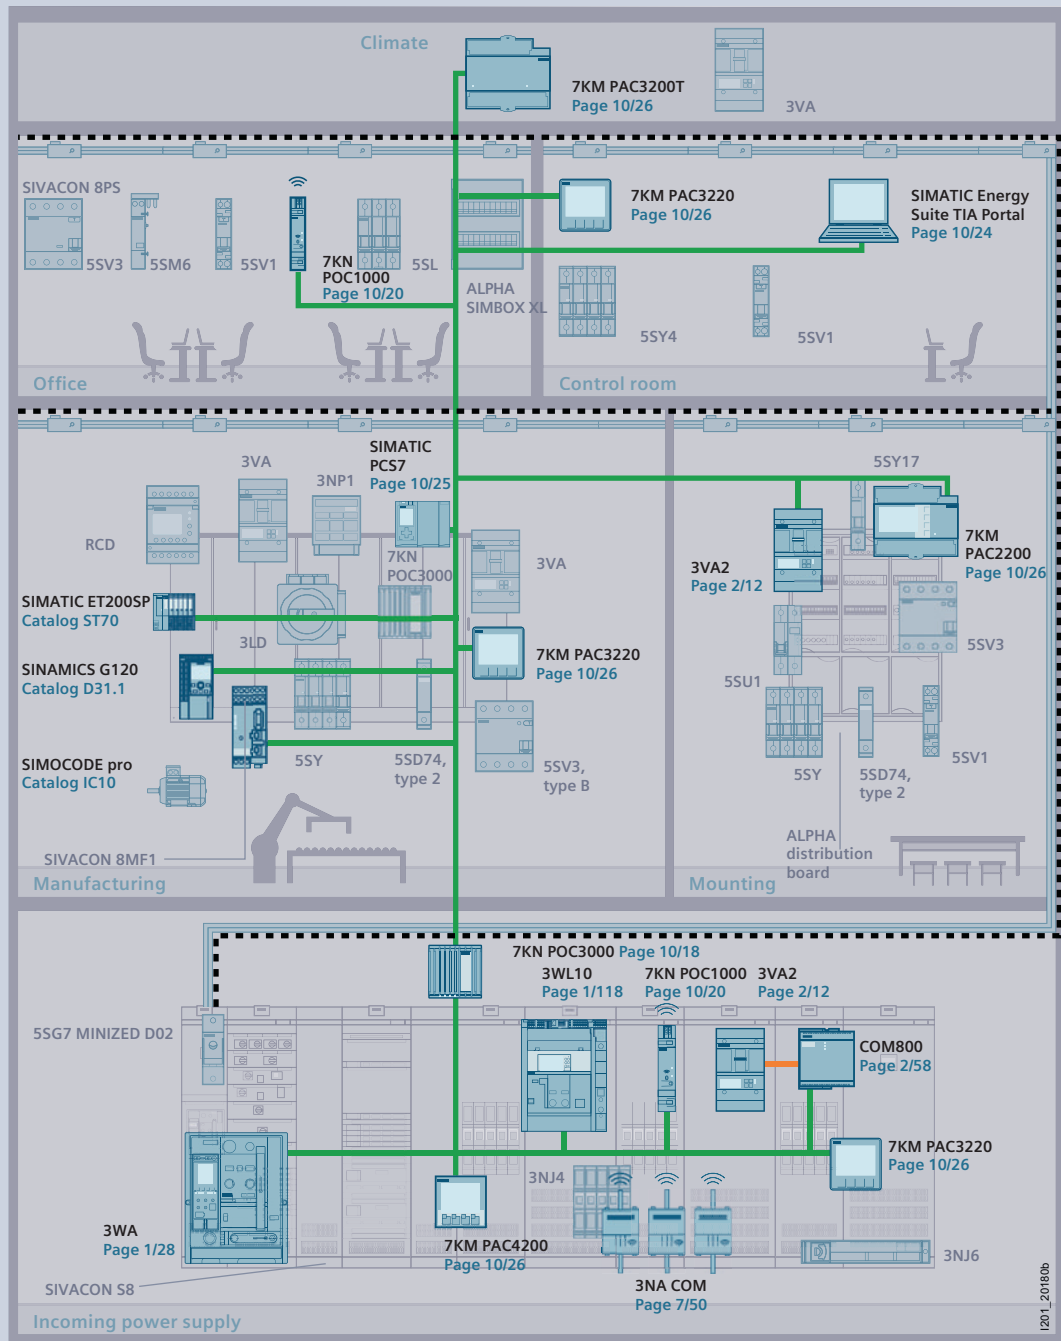 Climate
7KM PAC3200T
Page 10/26
3VA
SIVACON 8PS
5SV3
5SM6
5SV1
7KN
POC1000
Page 10/20
5SL
ALPHA
SIMBOX XL
7KM PAC3220
Page 10/26
SIMATIC Energy
Suite TIA Portal
Page 10/24
5SY4
5SV1
Office
Control room
SIMATIC
PCS7
Page 10/25
3VA
3NP1
RCD
7KN
POC3000
3VA
SIMATIC ET200SP
Catalog ST70
3LD
SINAMICS G120
Catalog D31.1
7KM PAC3220
Page 10/26
SIMOCODE pro
Catalog IC10
5SY
5SD74,
type 2
5SV3,
type B
SIVACON 8MF1
Manufacturing
5SY17
3VA2
Page 2/12
7KM
PAC2200
Page 10/26
5SV3
5SU1
5SY
5SD74,
type 2
5SV1
ALPHA
distribution
board
Mounting
7KN POC3000 Page 10/18
3WL10
Page 1/118
7KN POC1000
Page 10/20
3VA2
Page 2/12
5SG7 MINIZED D02
COM800
Page 2/58
7KM PAC3220
Page 10/26
3NJ4
3WA
Page 1/28
7KM PAC4200
Page 10/26
3NA COM
Page 7/50
3NJ6
SIVACON S8
Incoming power supply
I201_20180b